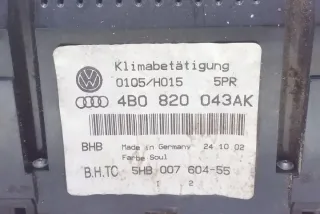 Klimabetätigung
0105/H015 5PR
4B0 820 043AK
BHB Made in Germany 24.10.02
Farbe Soul
B.H.TC 5HB 007 604-55
1 2